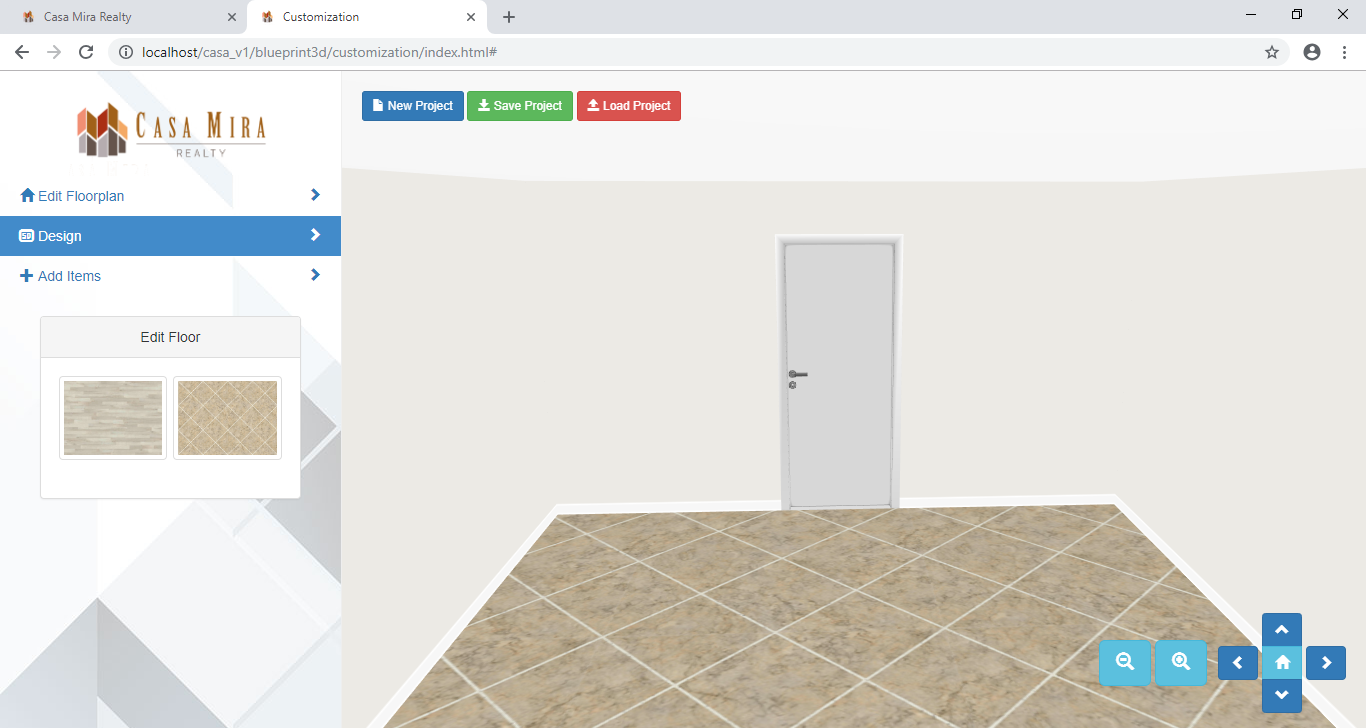 Casa Mira Realty
Customization
localhost/casa_v1/blueprint3d/customization/index.html#
CASA MIRA
REALTY
New Project
Save Project
Load Project
Edit Floorplan
Design
Add Items
Edit Floor